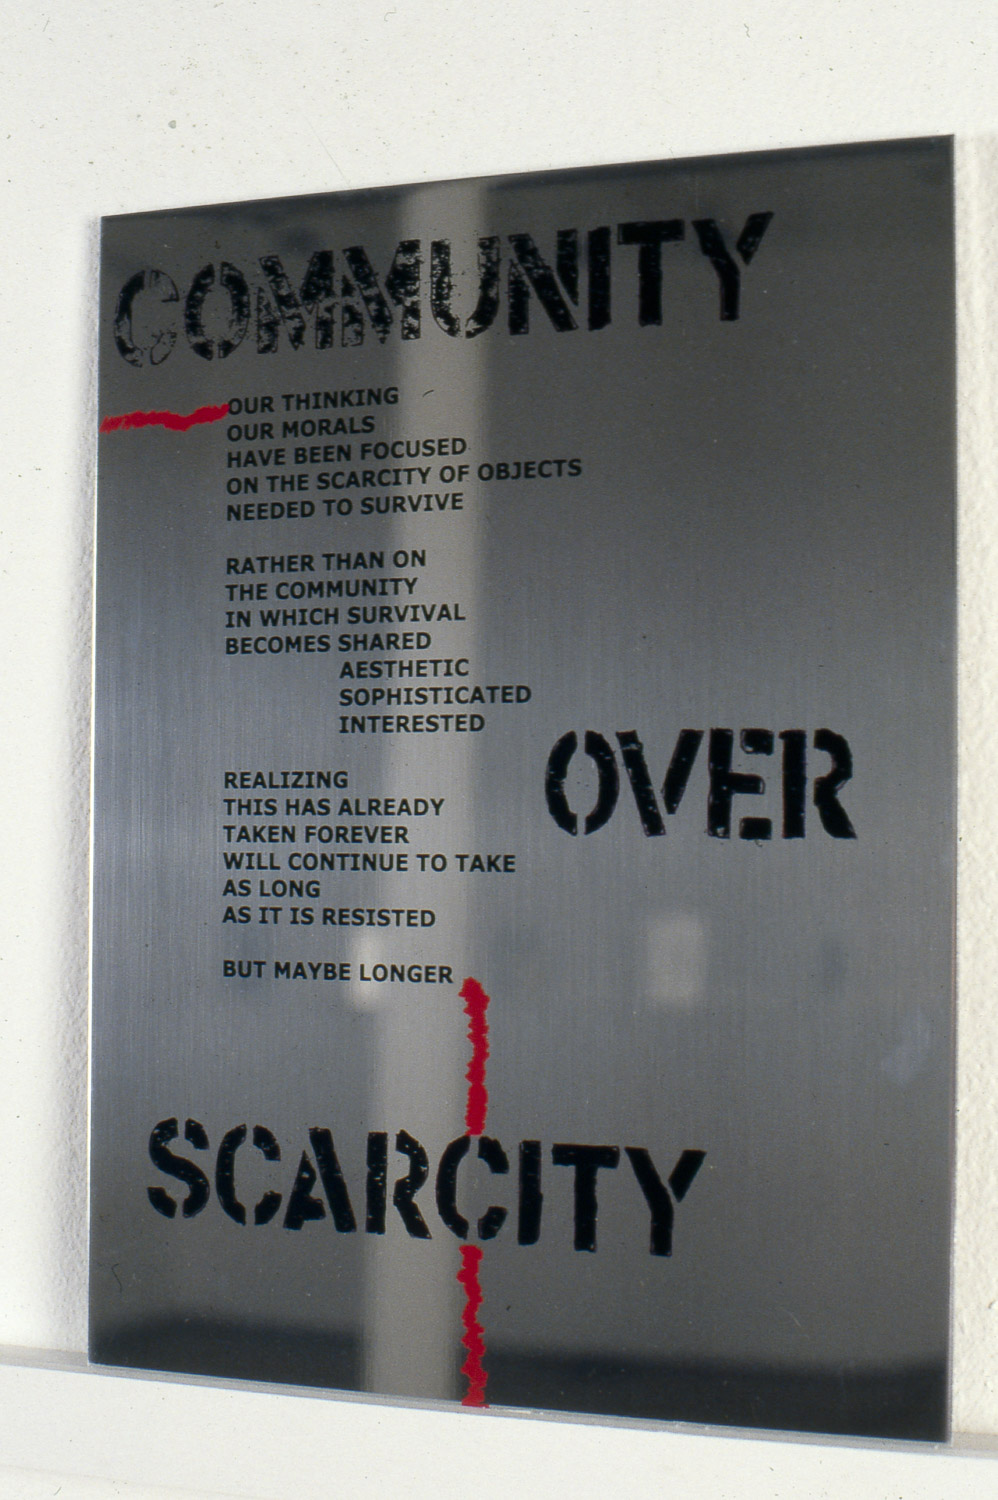 COMMUNITY
OUR THINKING
OUR MORALS
HAVE BEEN FOCUSED
ON THE SCARCITY OF OBJECTS
NEEDED TO SURVIVE
RATHER THAN ON
THE COMMUNITY
IN WHICH SURVIVAL
BECOMES SHARED
AESTHETIC
SOPHISTICATED
INTERESTED
OVER
REALIZING
THIS HAS ALREADY
TAKEN FOREVER
WILL CONTINUE TO TAKE
AS LONG
AS IT IS RESISTED
BUT MAYBE LONGER
SCARCITY